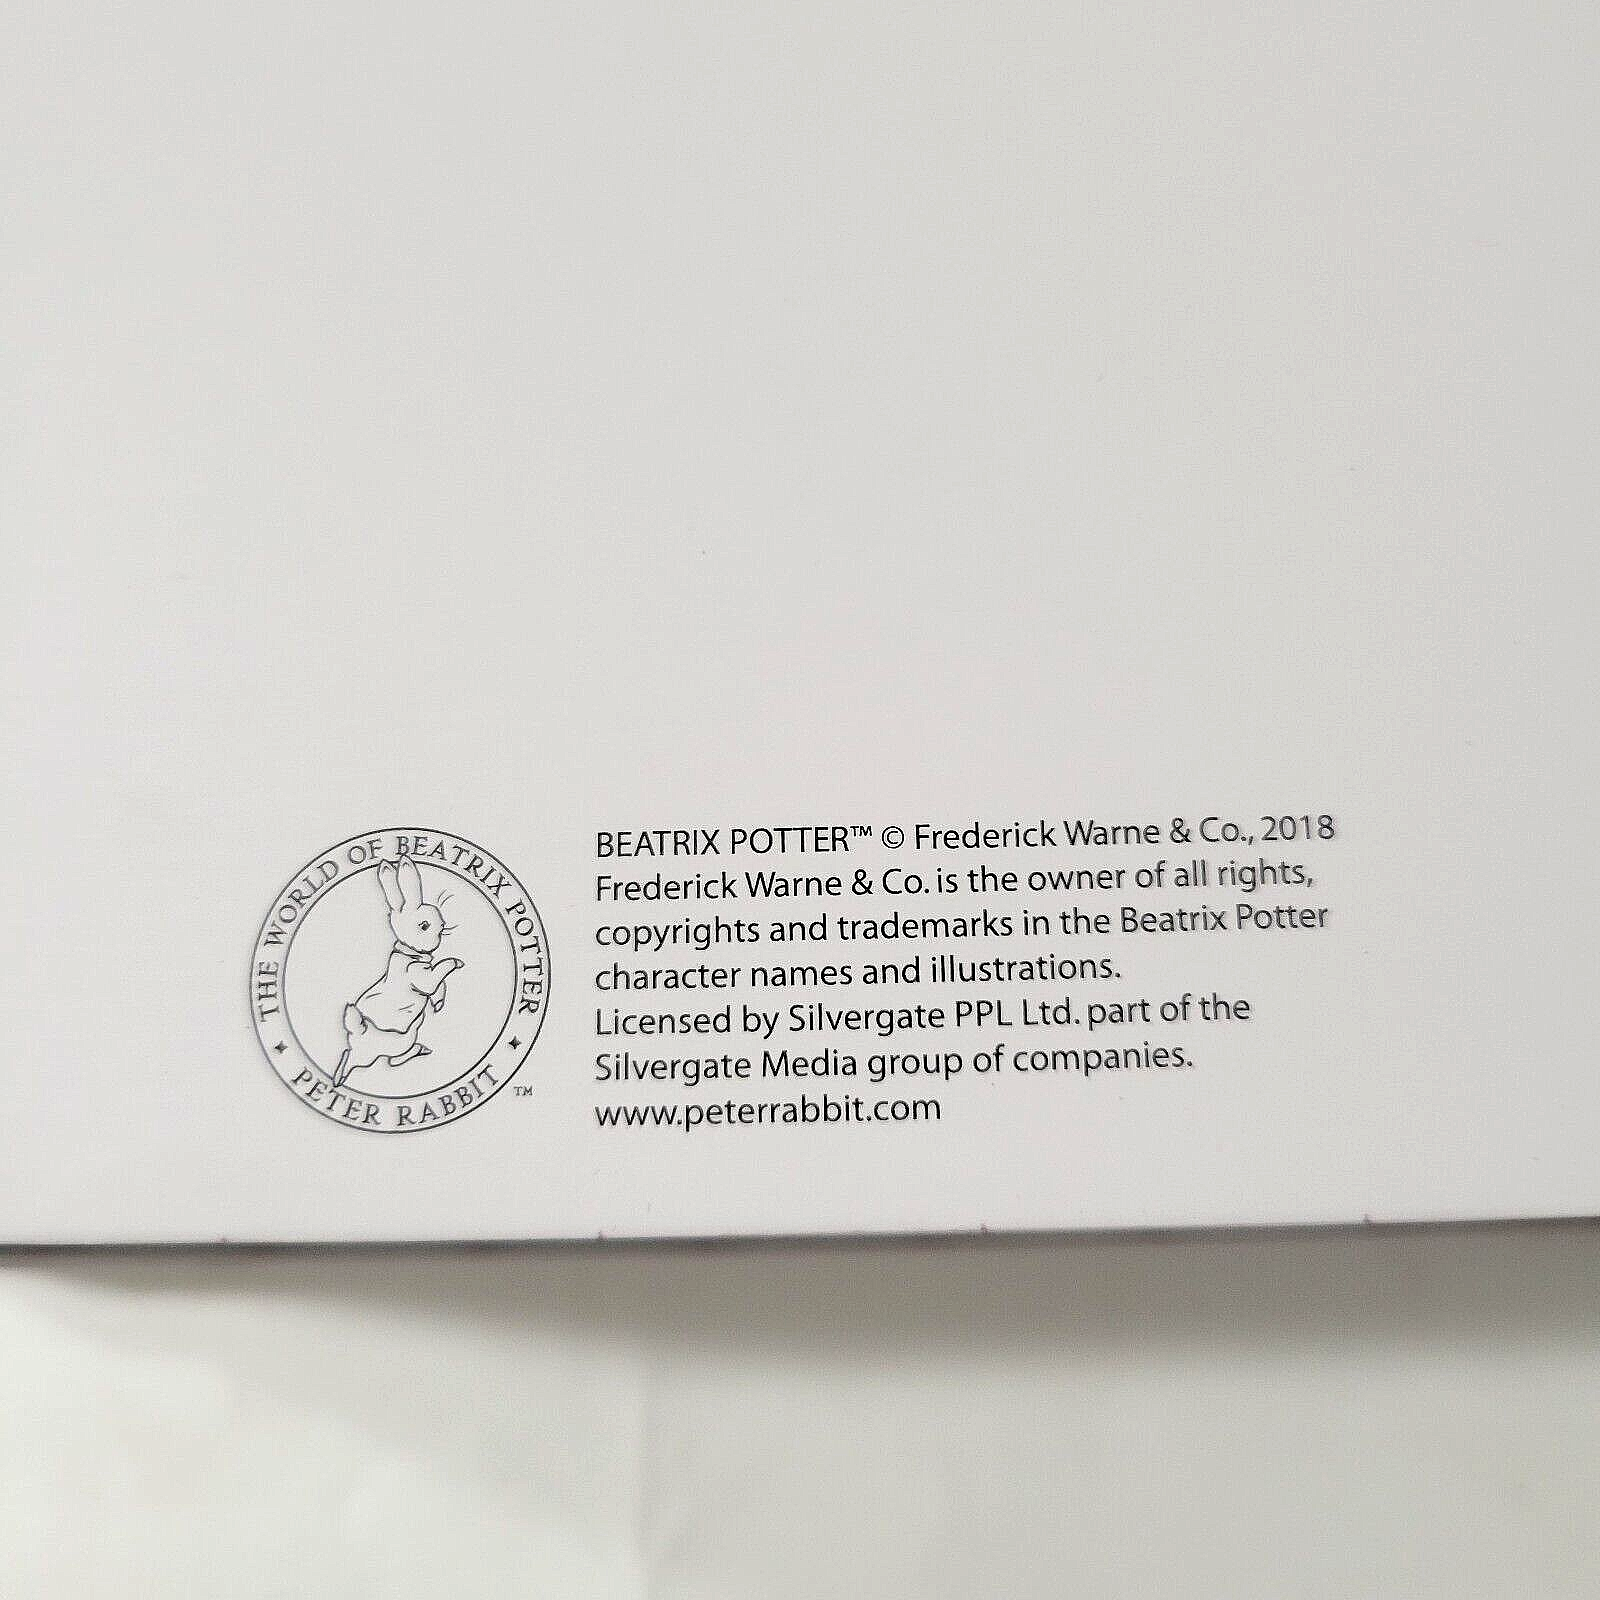 THE WORLD OF BEATRIX POTTER
PETER RABBIT ™
BEATRIX POTTER™ © Frederick Warne & Co., 2018
Frederick Warne & Co. is the owner of all rights,
copyrights and trademarks in the Beatrix Potter
character names and illustrations.
Licensed by Silvergate PPL Ltd. part of the
Silvergate Media group of companies.
www.peterrabbit.com